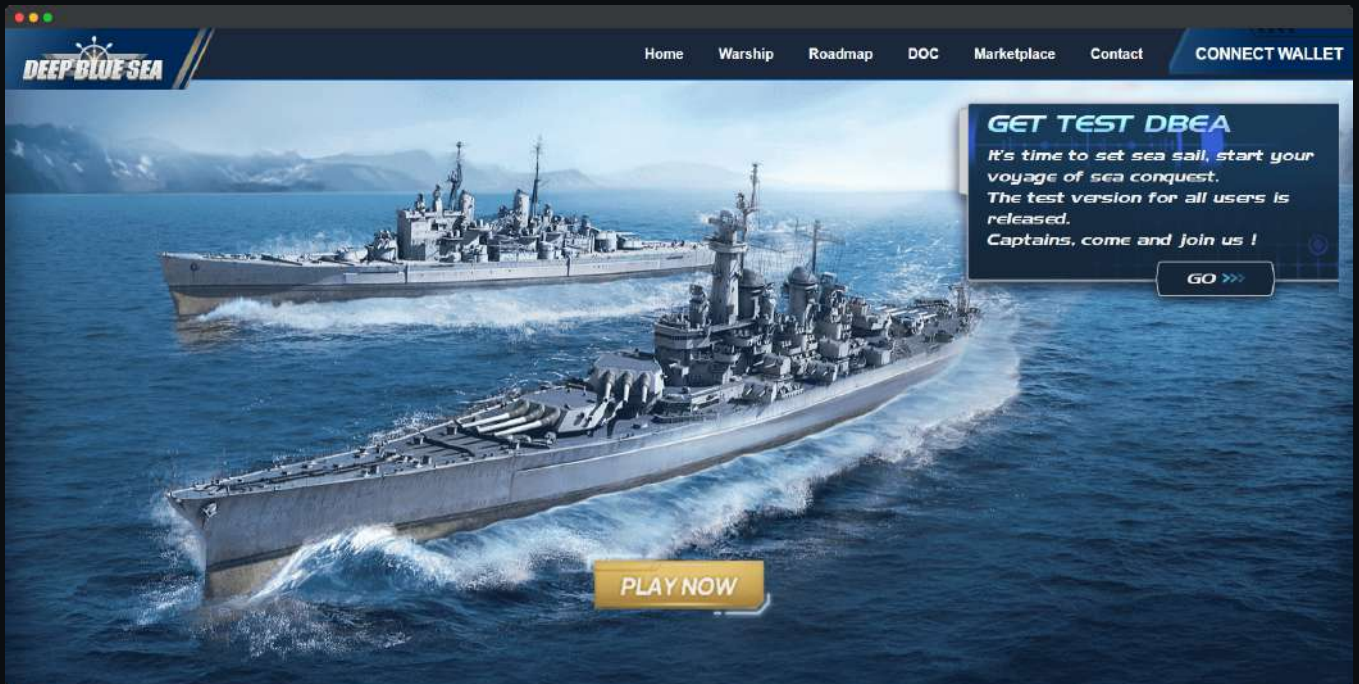 DEEP BLUE SEA
Home Warship Roadmap DOC Marketplace Contact CONNECT WALLET
GET TEST DBEA
It's time to set sea sail, start your
voyage of sea conquest.
The test version for all users is
released.
Captains, come and join us !
GO >>>
PLAY NOW